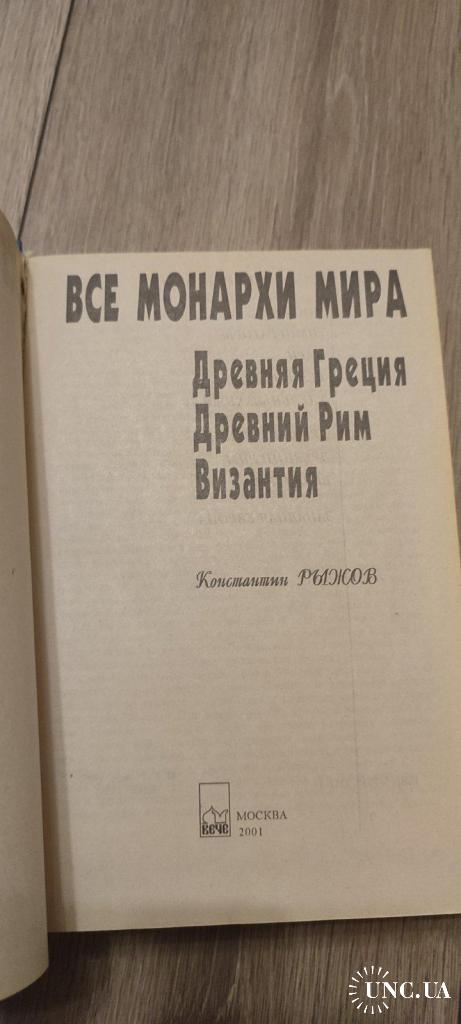 ВСЕ МОНАРХИ МИРА
Древняя Греция
Древний Рим
Византия
Константин РЫЖОВ
ВЕЧЕ
МОСКВА
2001
UNC.UA